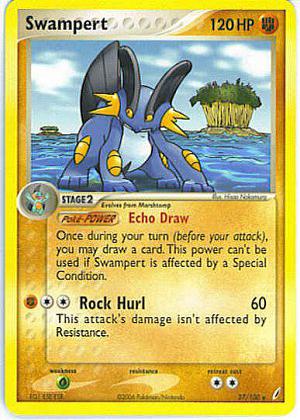 Swampert 120 HP
Illus. Hisao Nakamura
STAGE 2 Evolves from Marshtomp
Poké-POWER Echo Draw
Once during your turn (before your attack),
you may draw a card. This power can't be
used if Swampert is affected by a Special
Condition.
Rock Hurl 60
This attack's damage isn't affected by
Resistance.
weakness resistance retreat cost
©2006 Pokémon/Nintendo 27/100